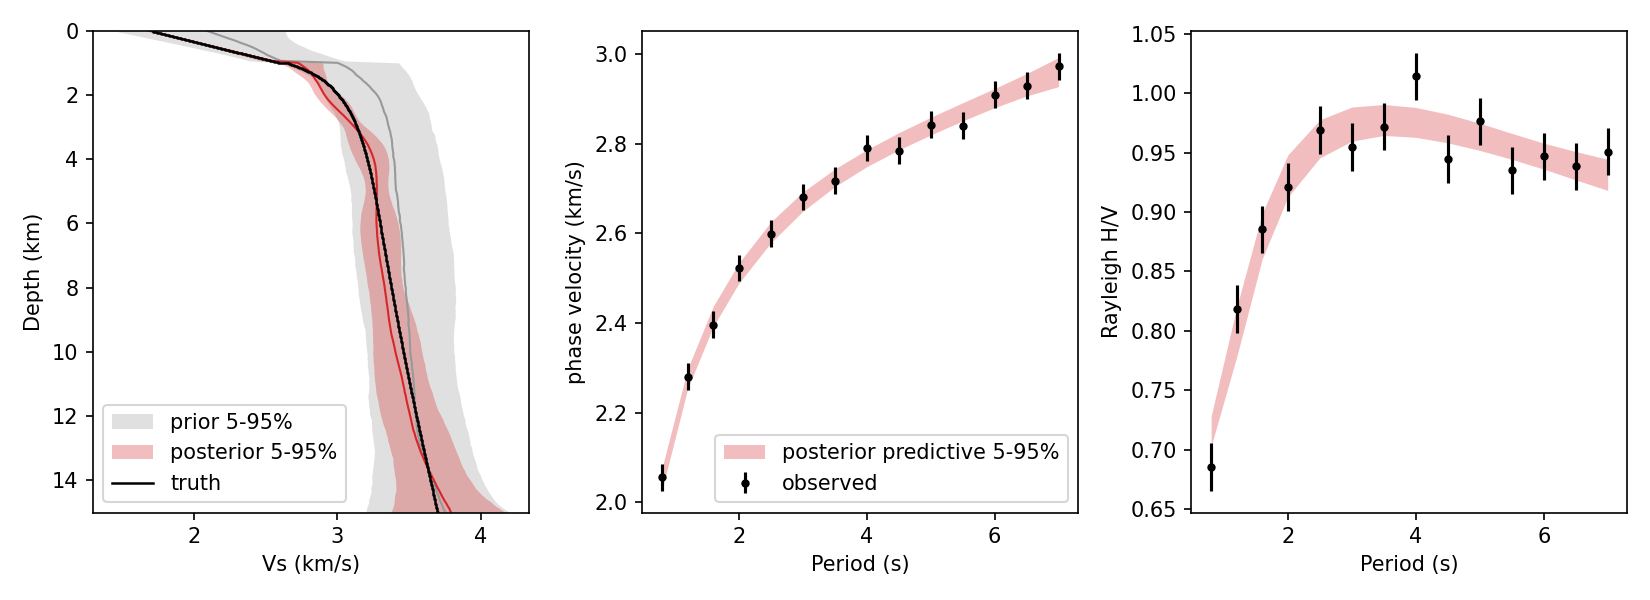 0
2
4
6
8
10
12
14
Depth (km)
2
3
4
Vs (km/s)
prior 5-95%
posterior 5-95%
truth
3.0
2.8
2.6
2.4
2.2
2.0
phase velocity (km/s)
2
4
6
Period (s)
posterior predictive 5-95%
observed
1.05
1.00
0.95
0.90
0.85
0.80
0.75
0.70
0.65
Rayleigh H/V
2
4
6
Period (s)